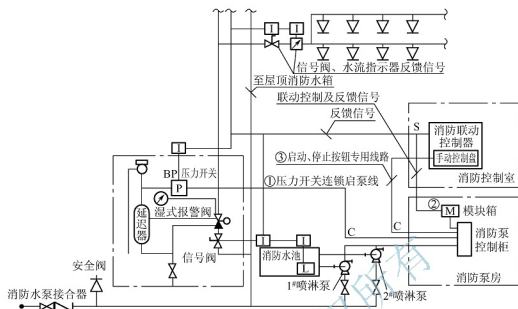 I
I
信号阀、水流指示器反馈信号
至屋顶消防水箱
联动控制及反馈信号
反馈信号
S
消防联动
控制器
手动控制盘
消防控制室
③启动、停止按钮专用线路
①压力开关连锁启泵线
I
BP
压力开关
P
湿式报警阀
延迟器
信号阀
I
I
消防水池
L
C
C
②
M
模块箱
消防泵
控制柜
消防泵房
1#喷淋泵
2#喷淋泵
安全阀
消防水泵接合器
所有